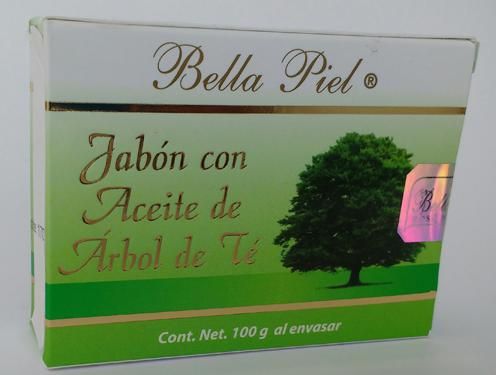 Bella Piel ®
Jabón con
Aceite de
Árbol de Té
Cont. Net. 100 g al envasar